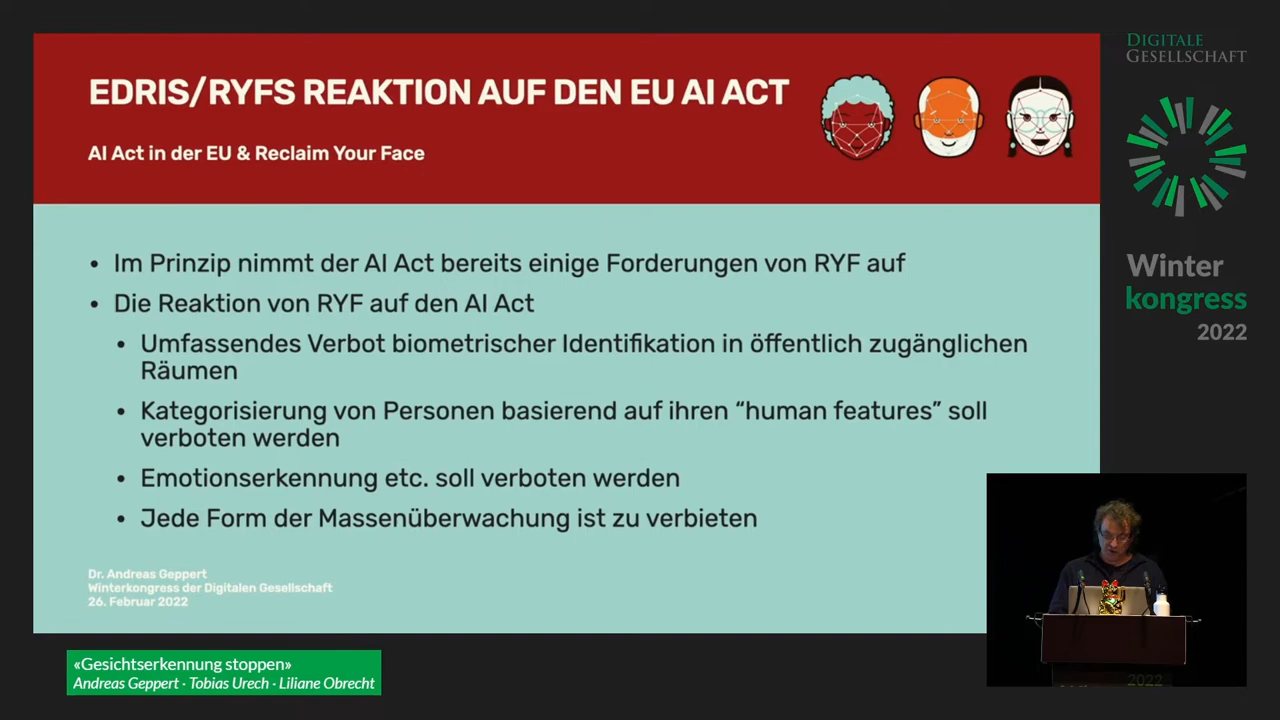 EDRIS/RYFS REAKTION AUF DEN EU AI ACT
AI Act in der EU & Reclaim Your Face
• Im Prinzip nimmt der AI Act bereits einige Forderungen von RYF auf
• Die Reaktion von RYF auf den AI Act
• Umfassendes Verbot biometrischer Identifikation in öffentlich zugänglichen
Räumen
• Kategorisierung von Personen basierend auf ihren “human features” soll
verboten werden
• Emotionserkennung etc. soll verboten werden
• Jede Form der Massenüberwachung ist zu verbieten
Dr. Andreas Geppert
Winterkongress der Digitalen Gesellschaft
26. Februar 2022
DIGITALE
GESELLSCHAFT
Winter
kongress
2022
2022
«Gesichtserkennung stoppen»
Andreas Geppert · Tobias Urech · Liliane Obrecht